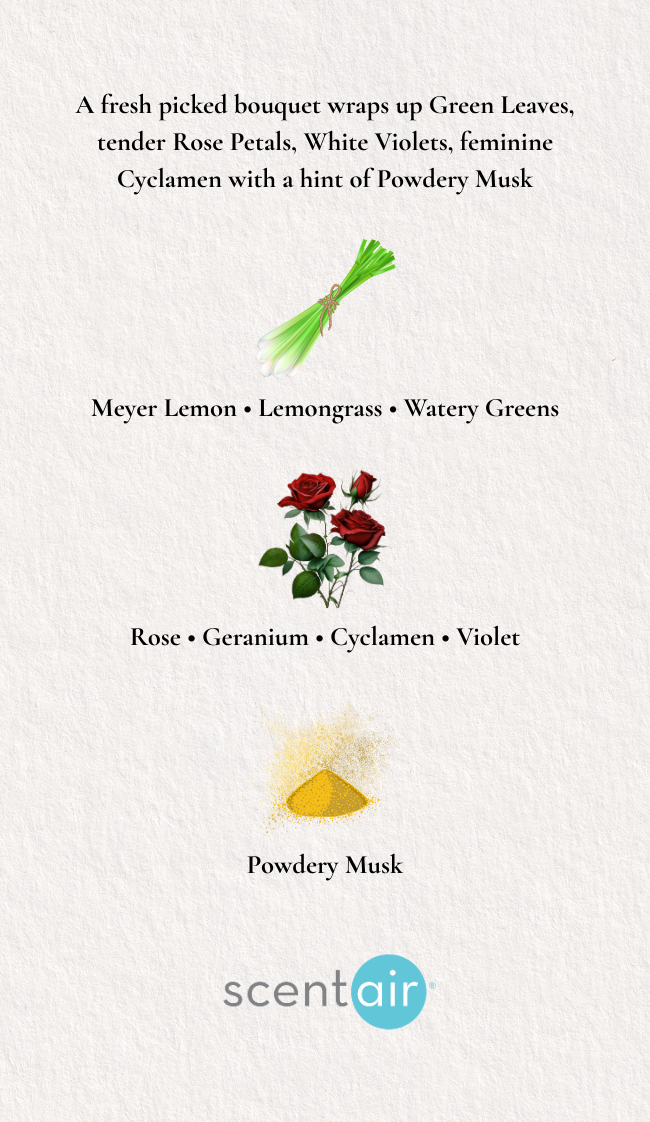 A fresh picked bouquet wraps up Green Leaves,
tender Rose Petals, White Violets, feminine
Cyclamen with a hint of Powdery Musk
Meyer Lemon • Lemongrass • Watery Greens
Rose • Geranium • Cyclamen • Violet
Powdery Musk
scentair®